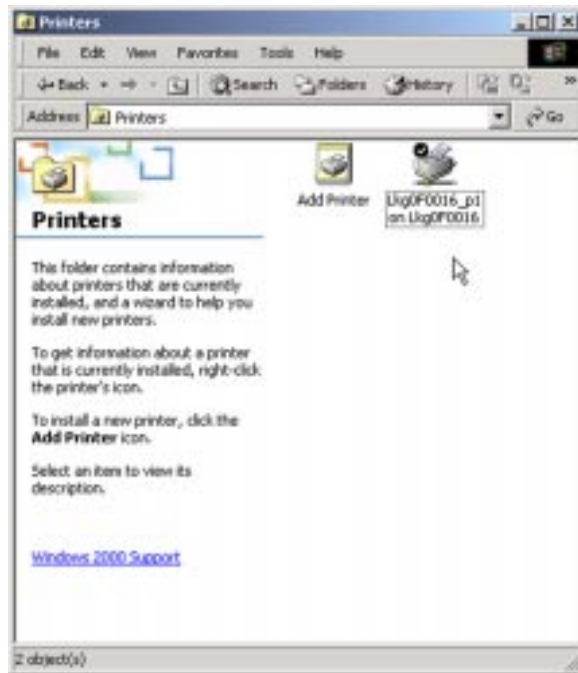 Printers
File Edit View Favorites Tools Help
Back Search Folders History
Address Printers Go
Add Printer
Lkg0F0016_p1
on Lkg0F0016
Printers
This folder contains information
about printers that are currently
installed, and a wizard to help you
install new printers.
To get information about a printer
that is currently installed, right-click
the printer's icon.
To install a new printer, click the
Add Printer icon.
Select an item to view its
description.
Windows 2000 Support
2 object(s)